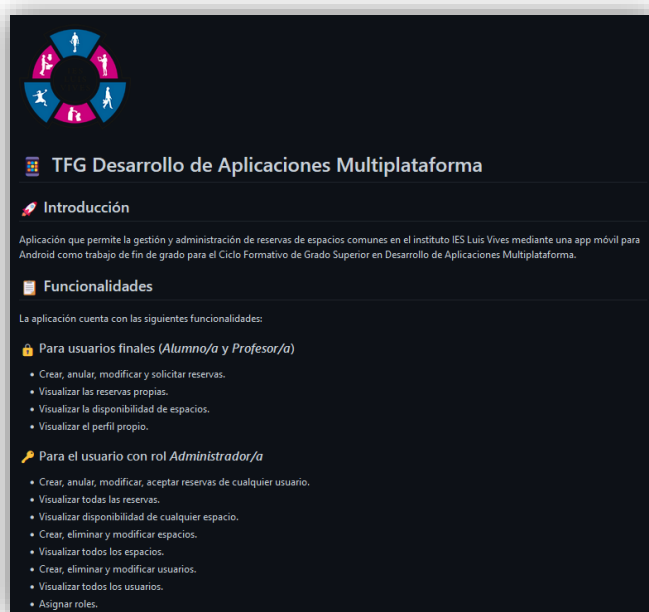 TFG Desarrollo de Aplicaciones Multiplataforma
Introducción
Aplicación que permite la gestión y administración de reservas de espacios comunes en el instituto IES Luis Vives mediante una app móvil para
Android como trabajo de fin de grado para el Ciclo Formativo de Grado Superior en Desarrollo de Aplicaciones Multiplataforma.
Funcionalidades
La aplicación cuenta con las siguientes funcionalidades:
Para usuarios finales (Alumno/a y Profesor/a)
• Crear, anular, modificar y solicitar reservas.
• Visualizar las reservas propias.
• Visualizar la disponibilidad de espacios.
• Visualizar el perfil propio.
Para el usuario con rol Administrador/a
• Crear, anular, modificar, aceptar reservas de cualquier usuario.
• Visualizar todas las reservas.
• Visualizar disponibilidad de cualquier espacio.
• Crear, eliminar y modificar espacios.
• Visualizar todos los espacios.
• Crear, eliminar y modificar usuarios.
• Visualizar todos los usuarios.
• Asignar roles.